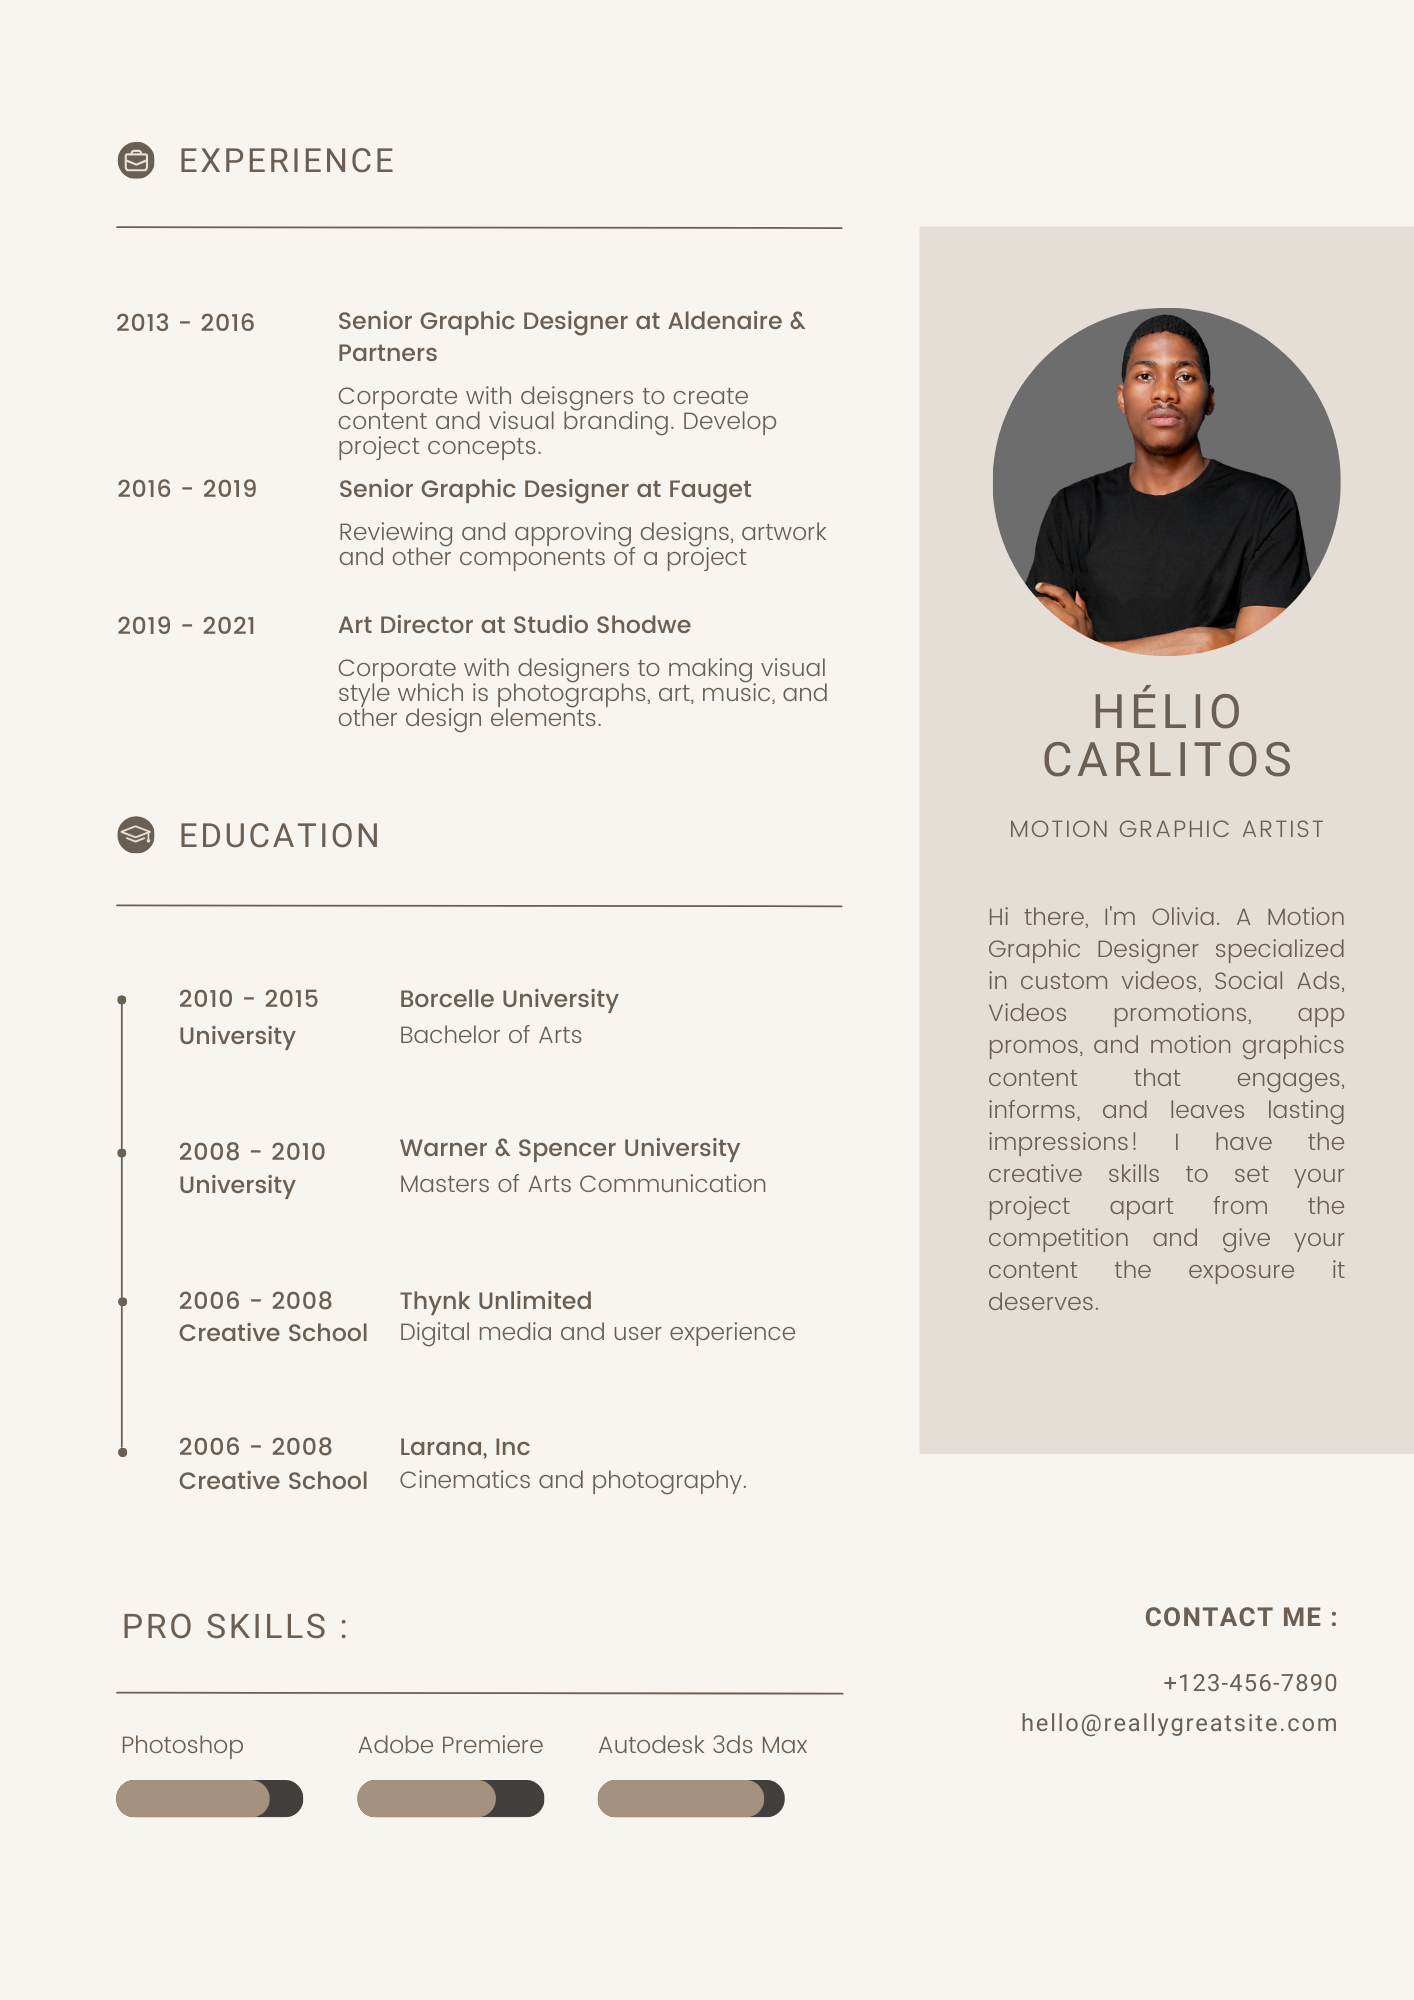 EXPERIENCE
2013 - 2016
Senior Graphic Designer at Aldenaire &
Partners
Corporate with deisgners to create
content and visual branding. Develop
project concepts.
2016 - 2019
Senior Graphic Designer at Fauget
Reviewing and approving designs, artwork
and other components of a project
2019 - 2021
Art Director at Studio Shodwe
Corporate with designers to making visual
style which is photographs, art, music, and
other design elements.
EDUCATION
2010 - 2015
University
Borcelle University
Bachelor of Arts
2008 - 2010
University
Warner & Spencer University
Masters of Arts Communication
2006 - 2008
Creative School
Thynk Unlimited
Digital media and user experience
2006 - 2008
Creative School
Larana, Inc
Cinematics and photography.
PRO SKILLS :
Photoshop
Adobe Premiere
Autodesk 3ds Max
HÉLIO
CARLITOS
MOTION GRAPHIC ARTIST
Hi there, I'm Olivia. A Motion
Graphic Designer specialized
in custom videos, Social Ads,
Videos promotions, app
promos, and motion graphics
content that engages,
informs, and leaves lasting
impressions! I have the
creative skills to set your
project apart from the
competition and give your
content the exposure it
deserves.
CONTACT ME :
+123-456-7890
hello@reallygreatsite.com